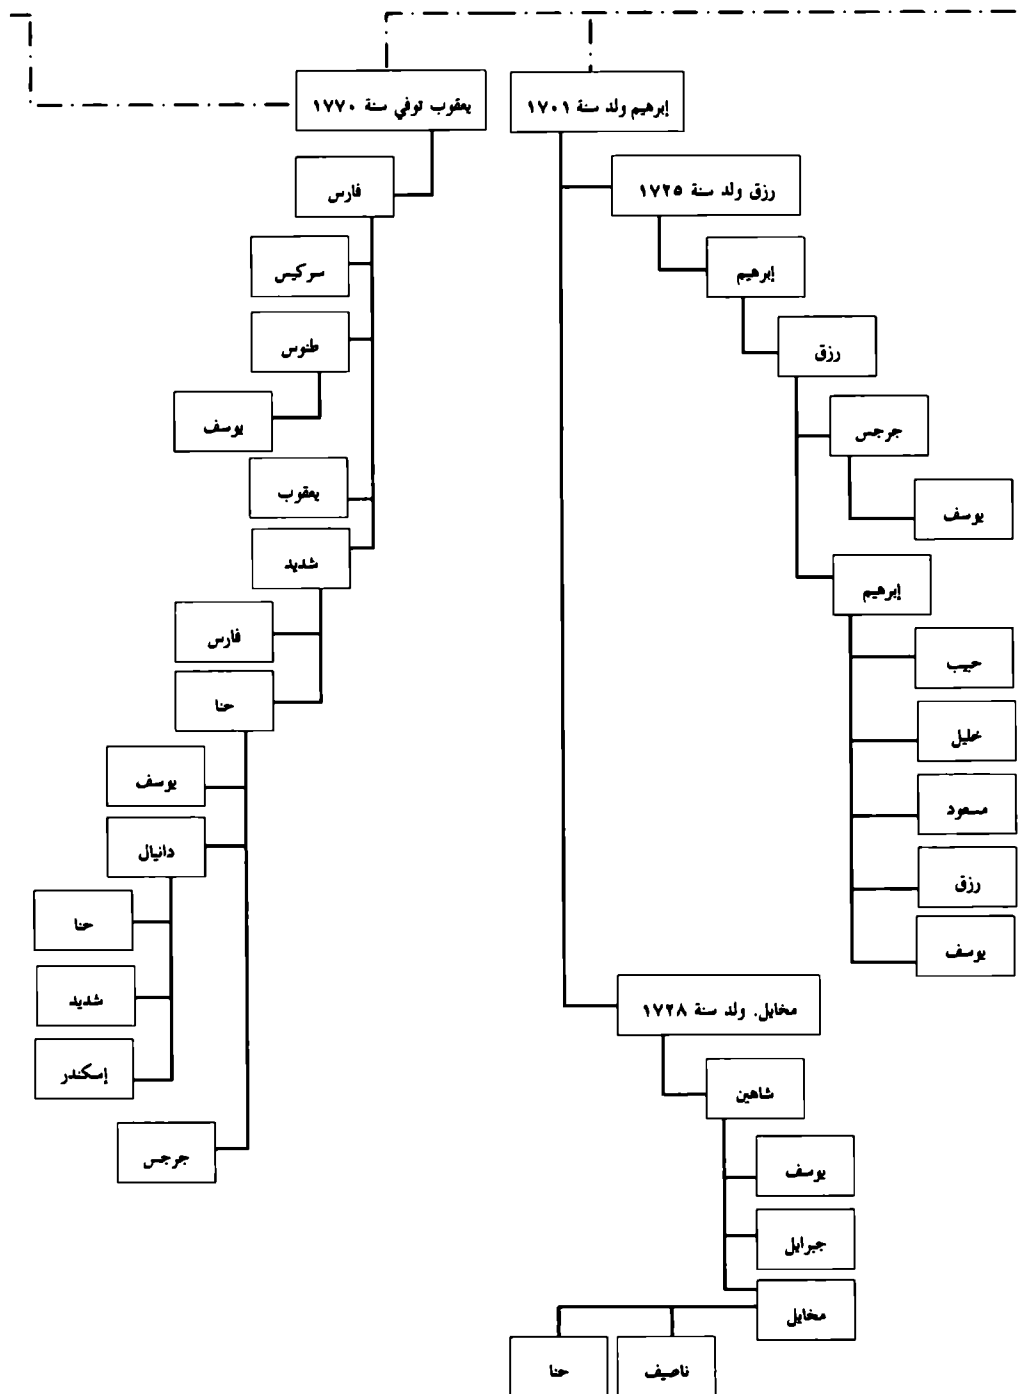 إبرهيم ولد سنة ١٧٠١
رزق ولد سنة ١٧٢٥
إبرهيم
رزق
جرجس
يوسف
إبرهيم
حبيب
خليل
مسعود
رزق
يوسف
مخايل. ولد سنة ١٧٢٨
شاهين
يوسف
جبرايل
مخايل
ناصيف
حنا
يعقوب توفي سنة ١٧٧٠
فارس
سركيس
طنوس
يوسف
يعقوب
شديد
فارس
حنا
يوسف
دانيال
حنا
شديد
إسكندر
جرجس